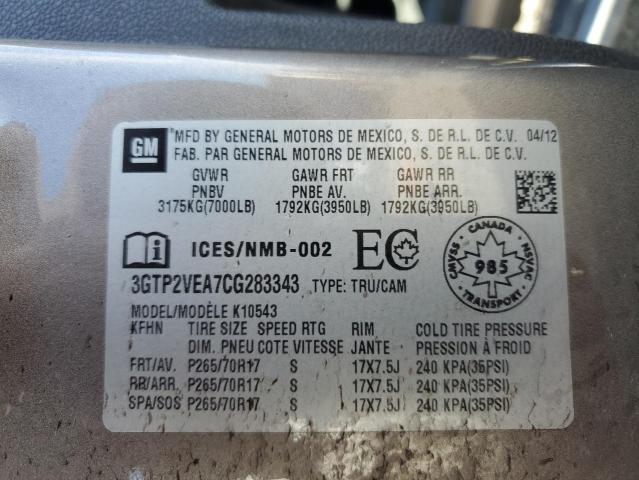 GM
MFD BY GENERAL MOTORS DE MEXICO, S. DE R.L. DE C.V. 04/12
FAB. PAR GENERAL MOTORS DE MEXICO, S. DE R.L. DE C.V.
GVWR GAWR FRT GAWR RR
PNBV PNBE AV. PNBE ARR.
3175KG(7000LB) 1792KG(3950LB) 1792KG(3950LB)
i ICES/NMB-002 EC
CANADA
CMVSS 985 NSVAC
TRANSPORT
3GTP2VEA7CG283343 TYPE: TRU/CAM
MODEL/MODÈLE K10543
KFHN TIRE SIZE SPEED RTG RIM COLD TIRE PRESSURE
DIM. PNEU COTE VITESSE JANTE PRESSION À FROID
FRT/AV. P265/70R17 S 17X7.5J 240 KPA(35PSI)
RR/ARR. P265/70R17 S 17X7.5J 240 KPA(35PSI)
SPA/SOS P265/70R17 S 17X7.5J 240 KPA(35PSI)